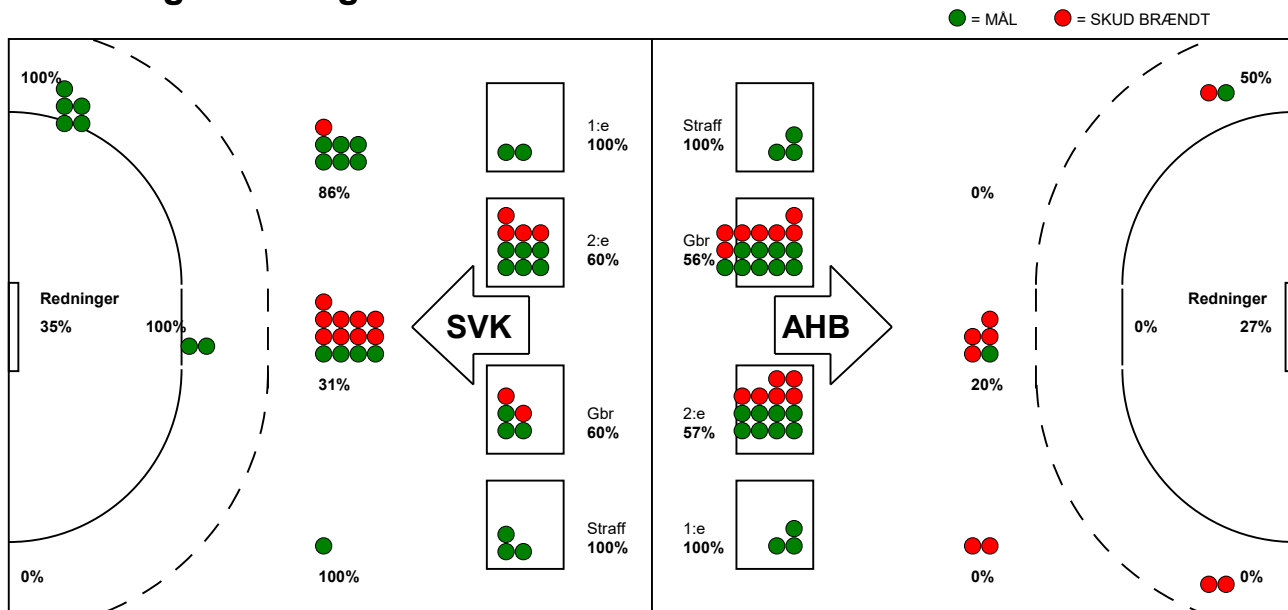 = MÅL = SKUD BRÆNDT
100% 50%
1:e Straff
100% 100%
86% 0%
2:e Gbr
60% 56%
Redninger Redninger
35% 100% SVK AHB 0% 27%
31% 20%
Gbr 2:e
60% 57%
Straff 1:e
100% 100%
0% 100% 0% 0%